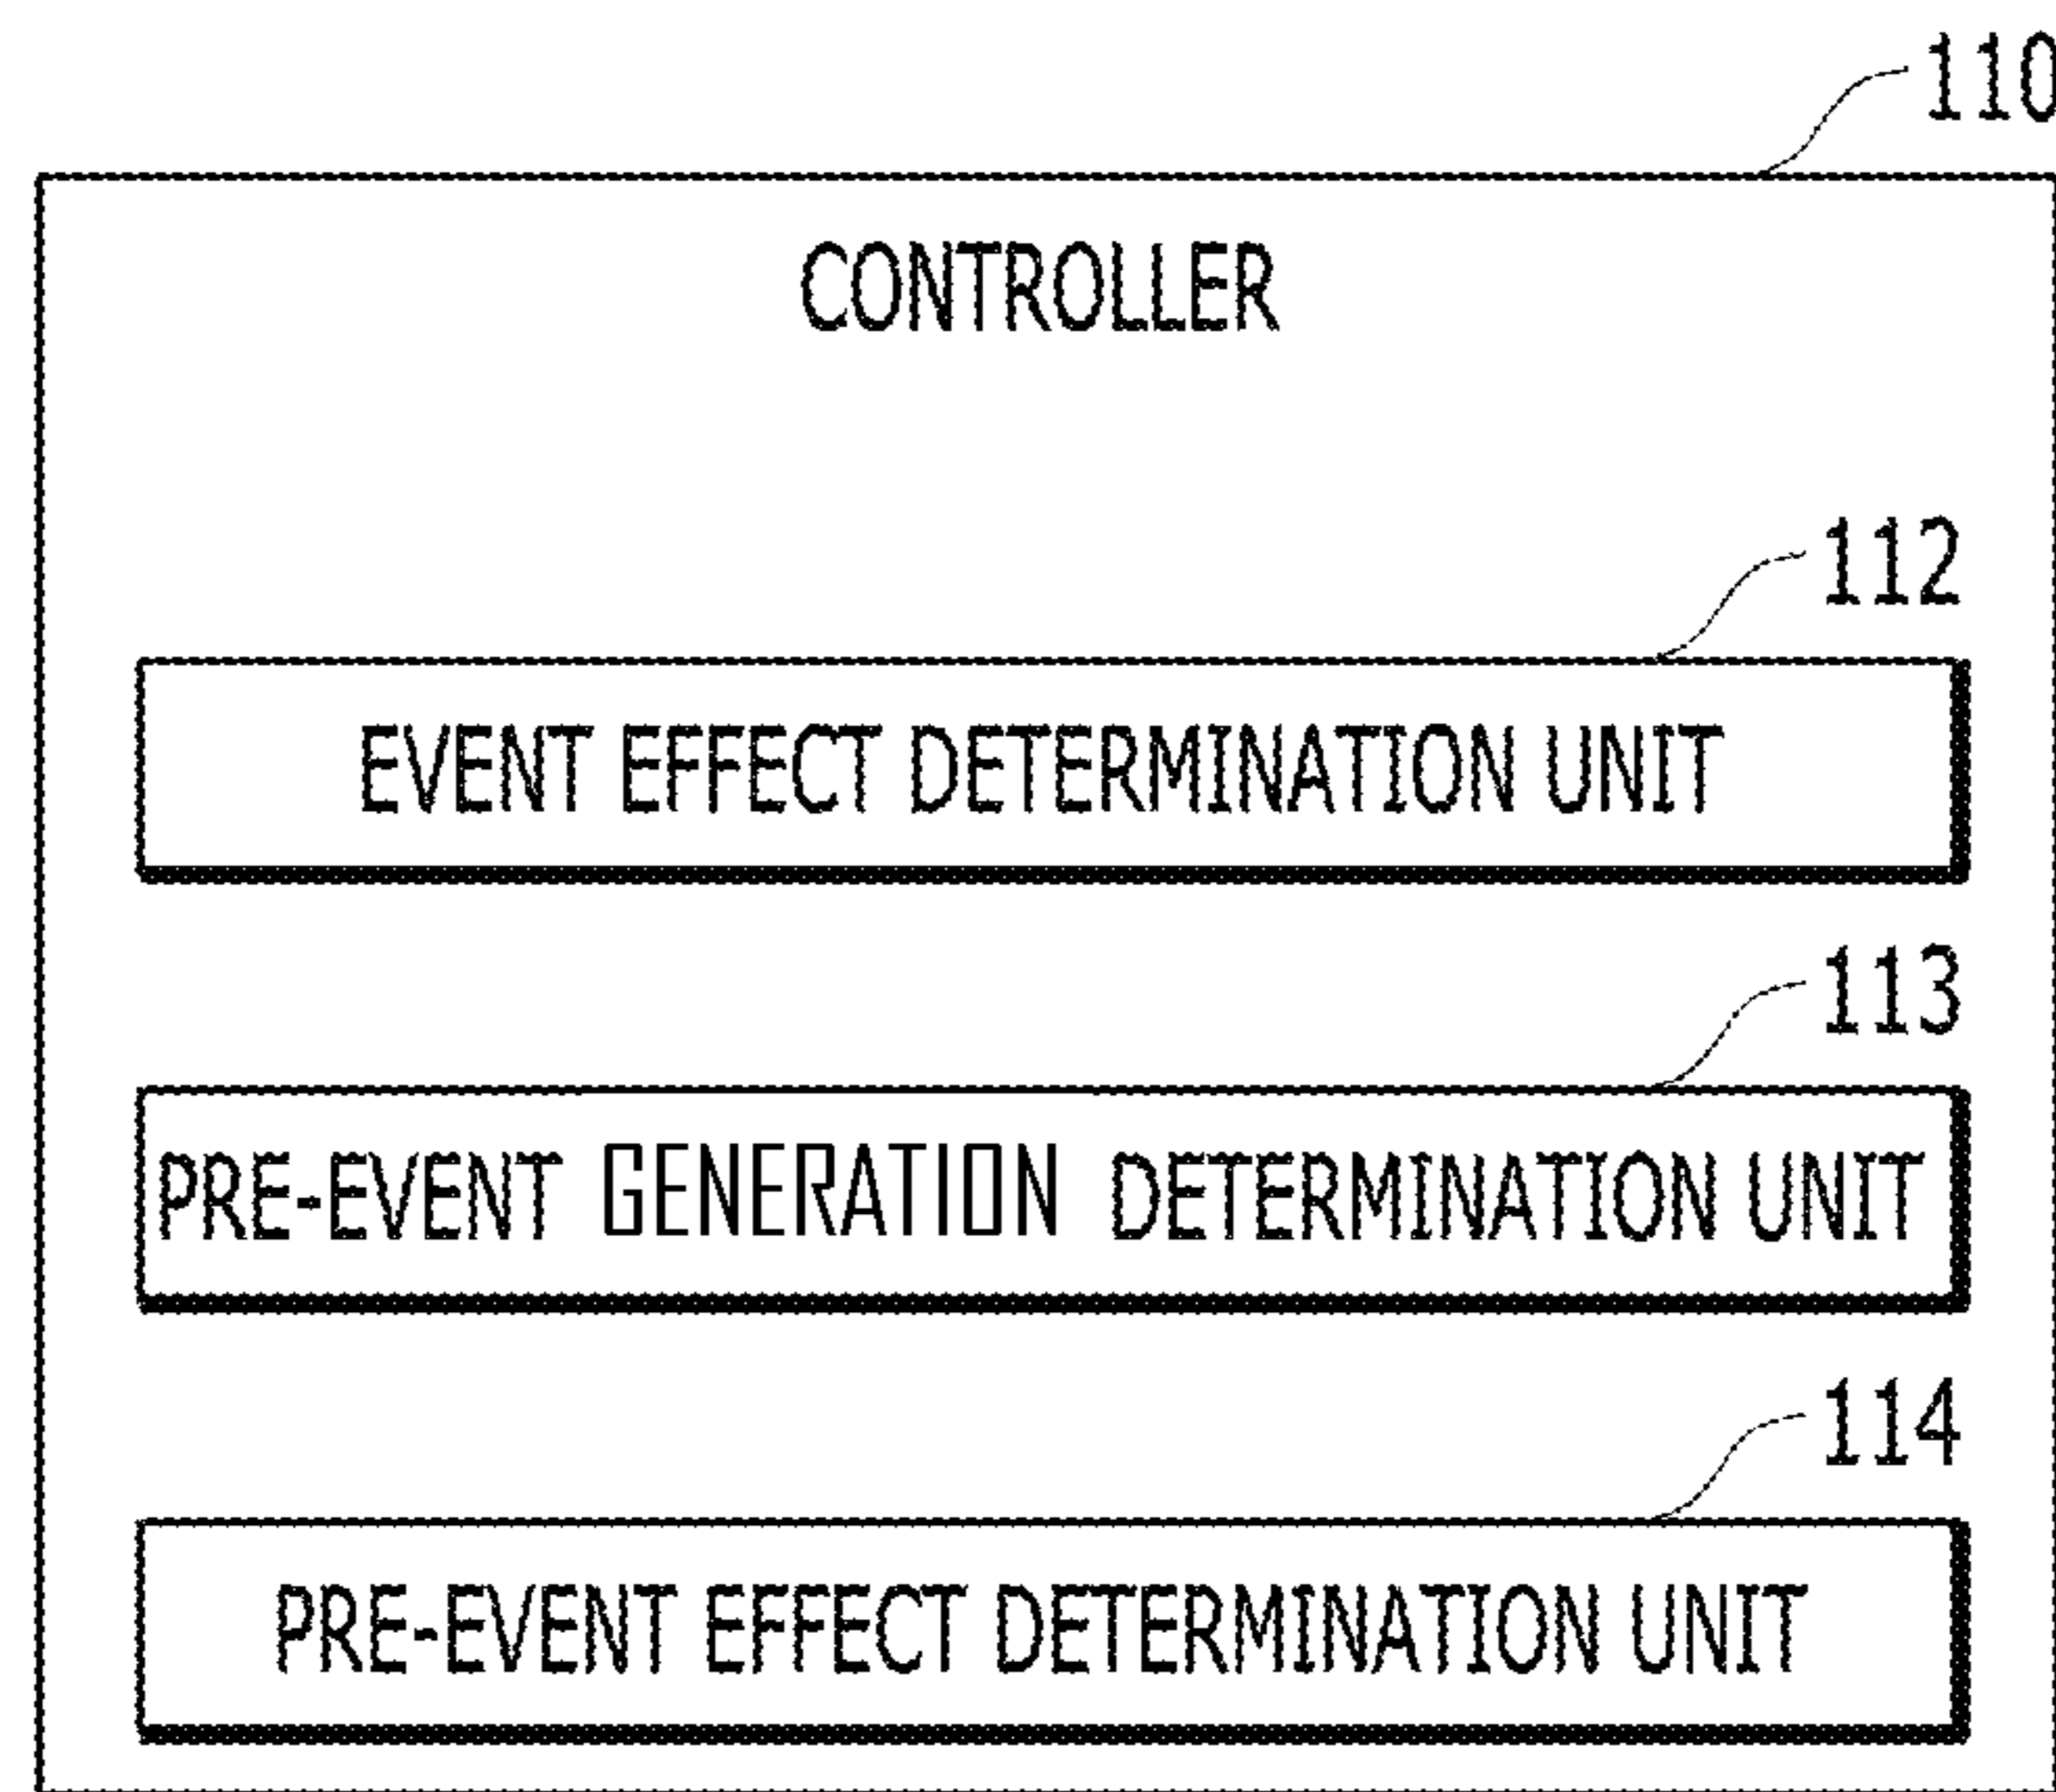 110
CONTROLLER
112
EVENT EFFECT DETERMINATION UNIT
113
PRE-EVENT GENERATION DETERMINATION UNIT
114
PRE-EVENT EFFECT DETERMINATION UNIT